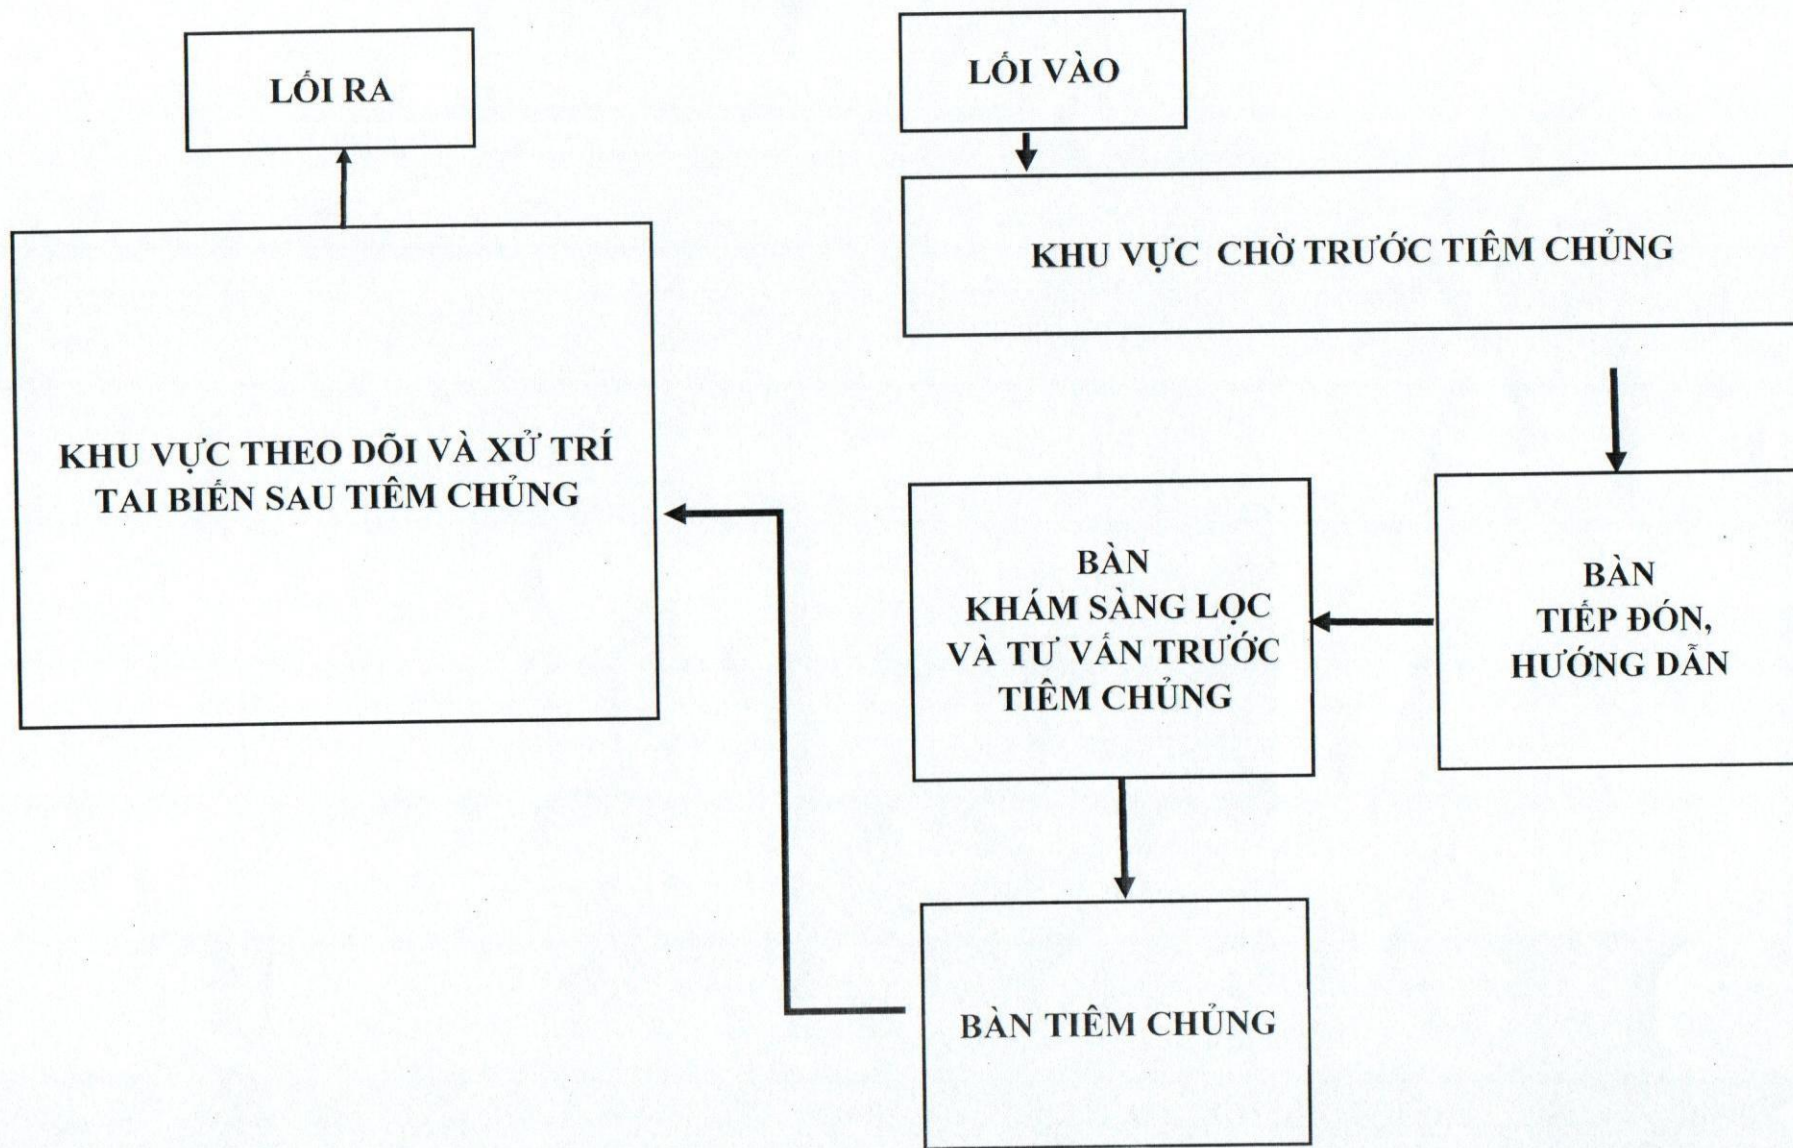 LỐI RA
LỐI VÀO
KHU VỰC CHỜ TRƯỚC TIÊM CHỦNG
KHU VỰC THEO DÕI VÀ XỬ TRÍ
TAI BIẾN SAU TIÊM CHỦNG
BÀN
KHÁM SÀNG LỌC
VÀ TƯ VẤN TRƯỚC
TIÊM CHỦNG
BÀN
TIẾP ĐÓN,
HƯỚNG DẪN
BÀN TIÊM CHỦNG